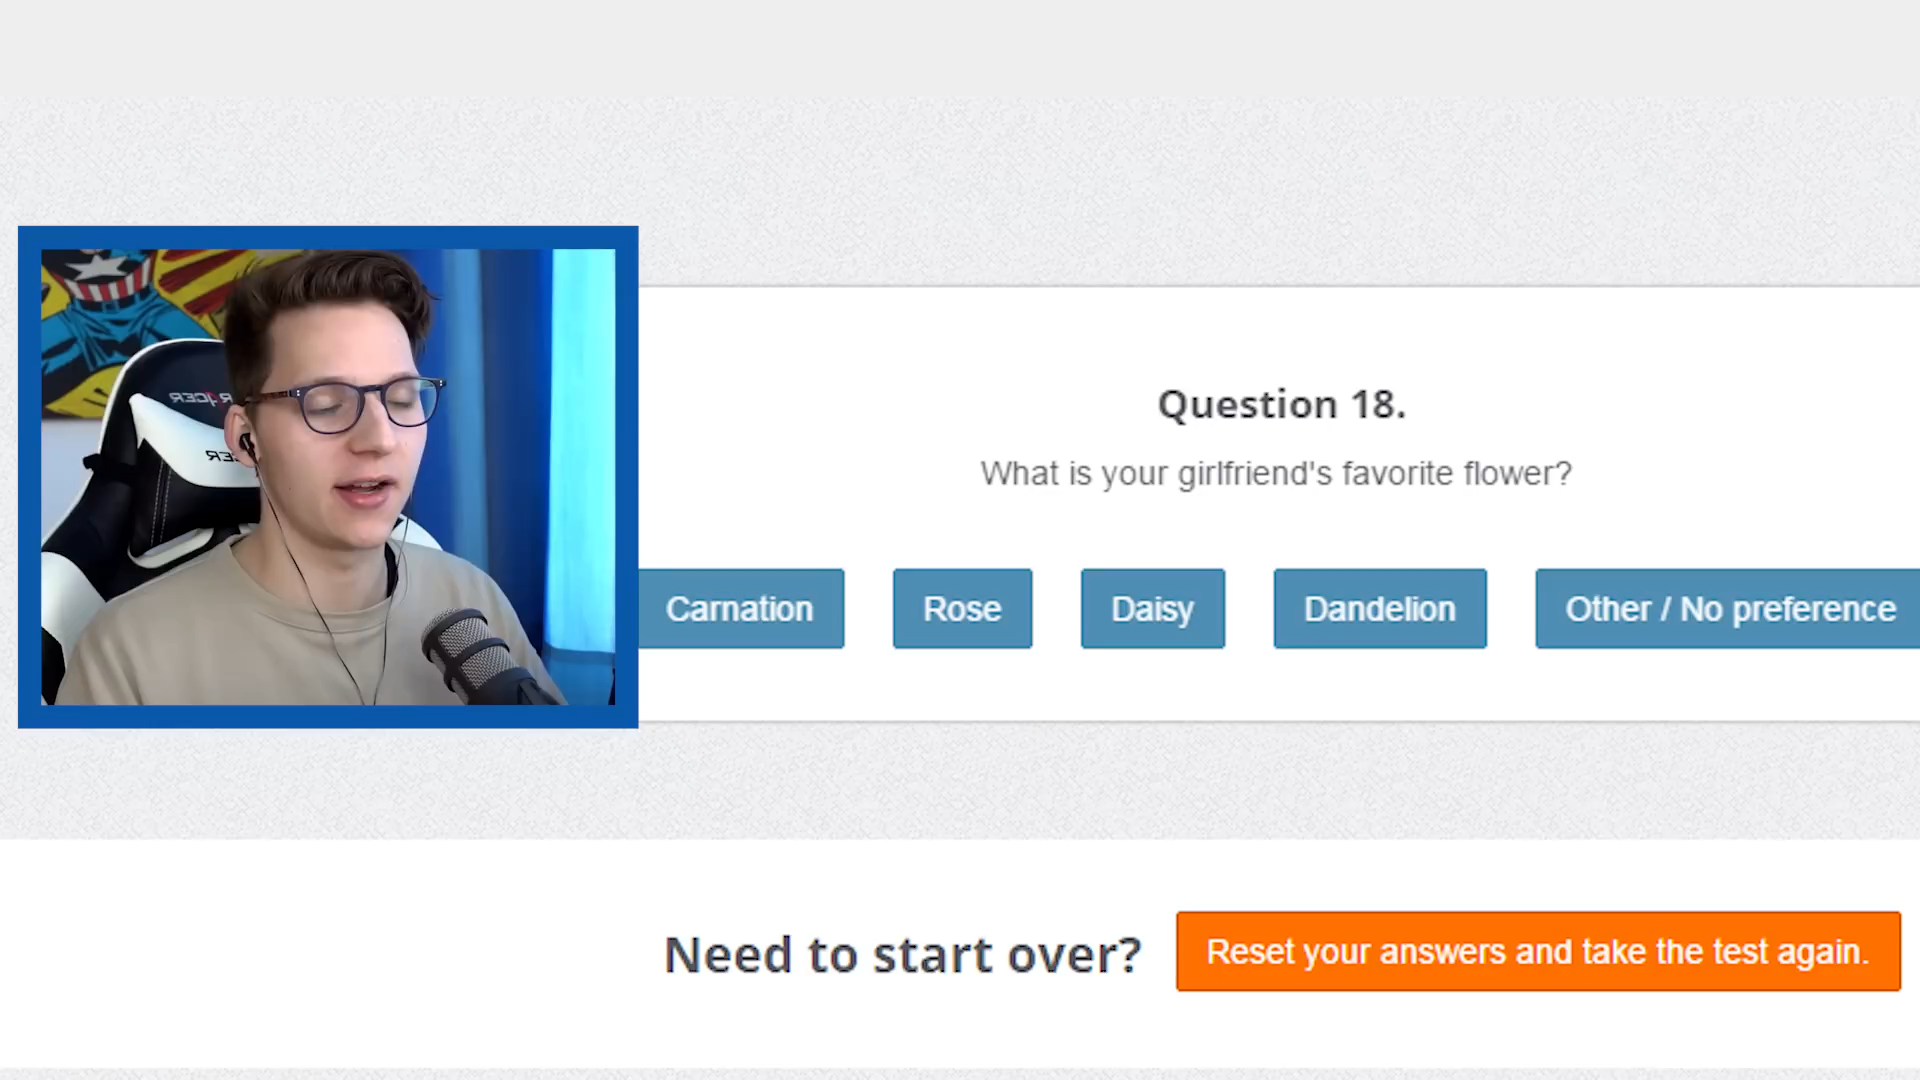 Question 18.
What is your girlfriend's favorite flower?
Carnation
Rose
Daisy
Dandelion
Other / No preference
Need to start over?
Reset your answers and take the test again.